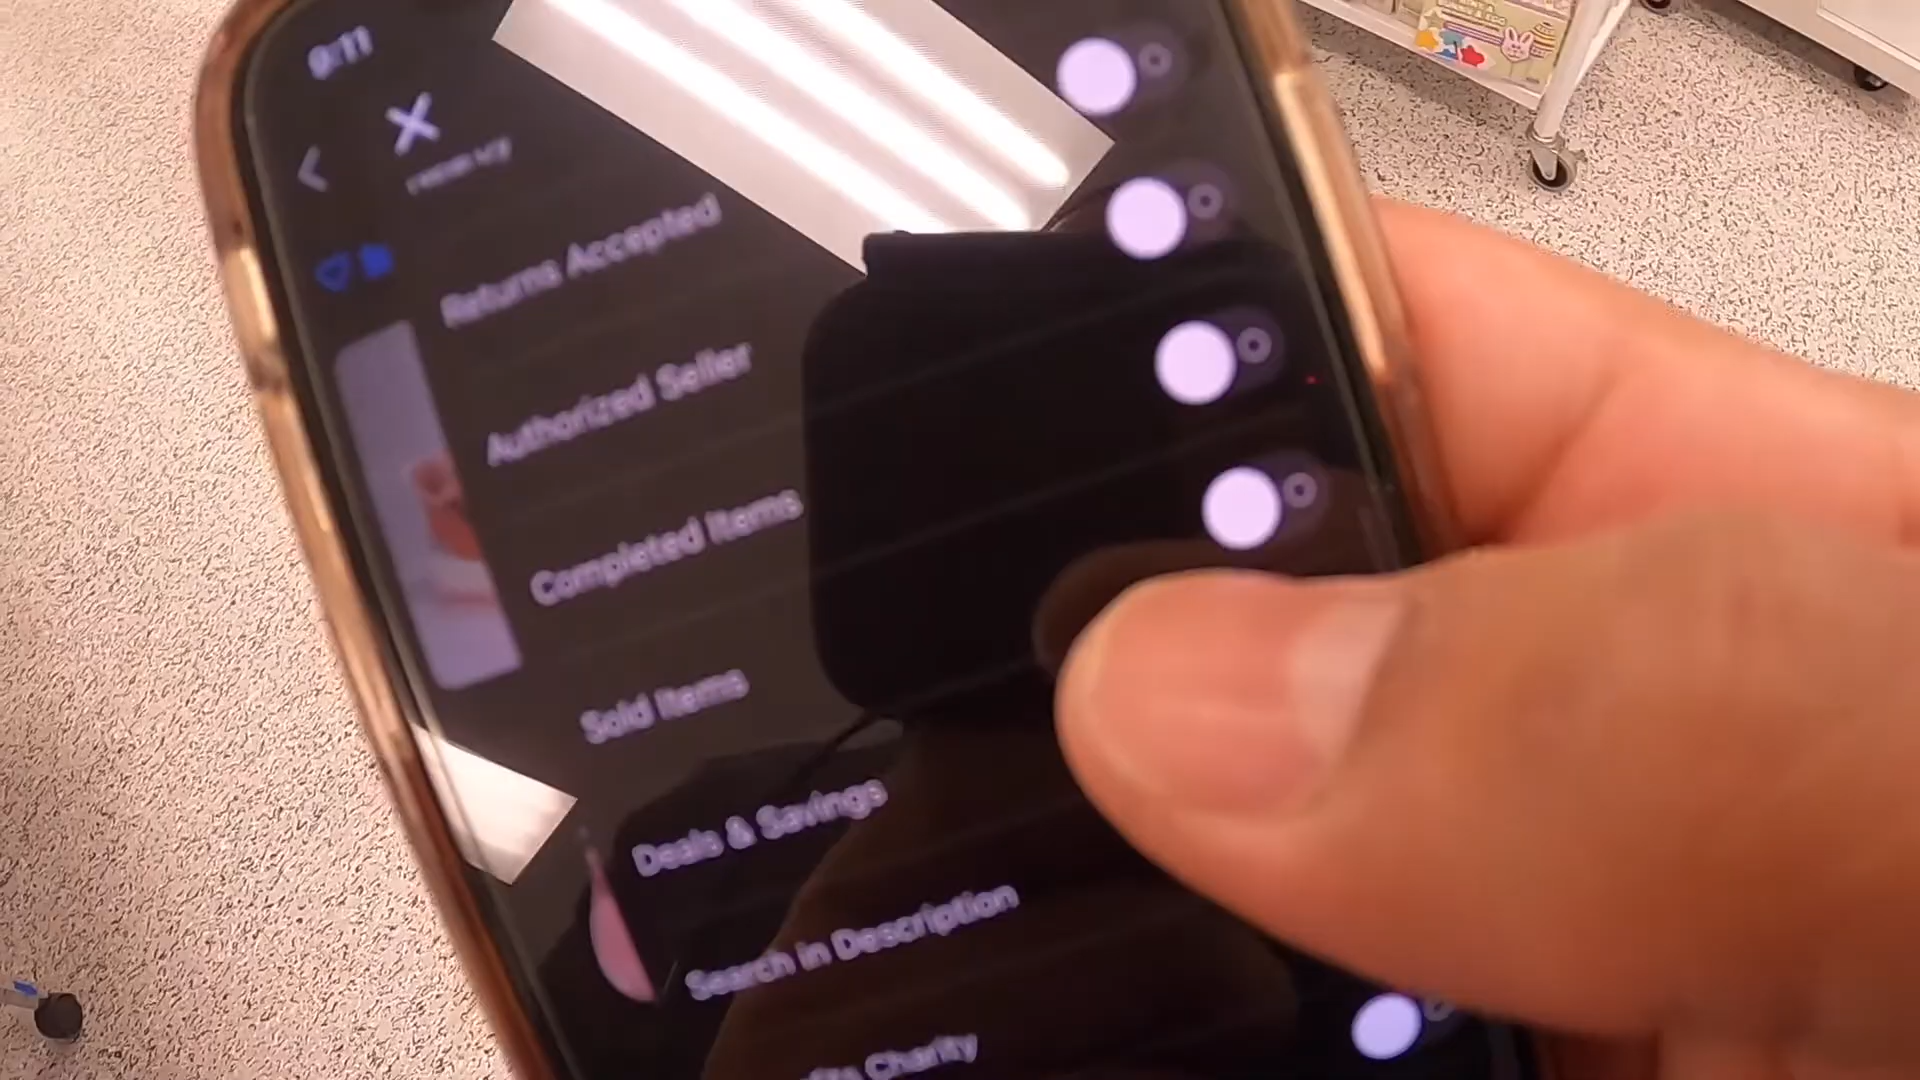 9:11
Returns Accepted
Authorized Seller
Completed Items
Sold Items
Deals & Savings
Search in Description
Charity